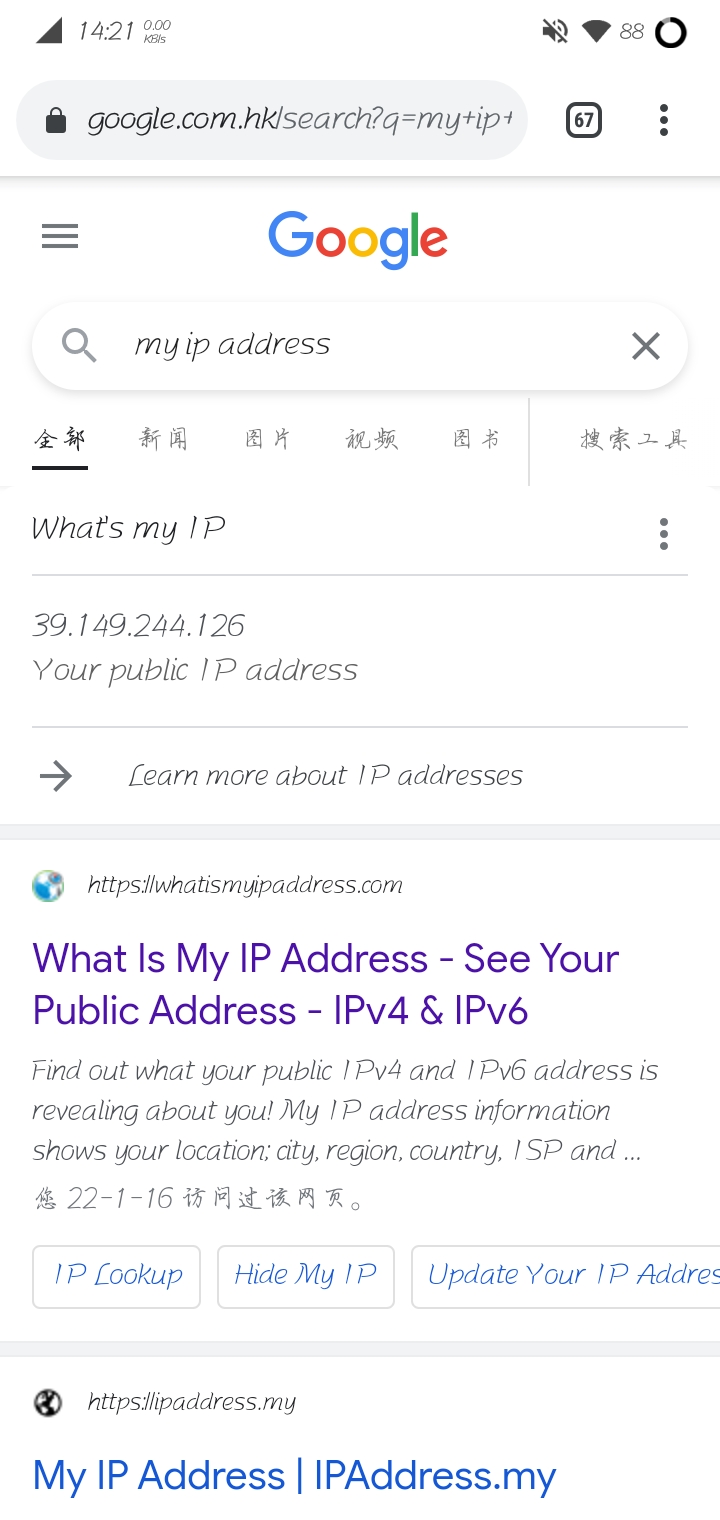 14:21 0.00 KB/s 88
google.com.hk/search?q=my+ip+ 67
Google
my ip address
全部 新闻 图片 视频 图书 搜索工具
What's my IP
39.149.244.126
Your public IP address
Learn more about IP addresses
https://whatismyipaddress.com
What Is My IP Address - See Your
Public Address - IPv4 & IPv6
Find out what your public IPv4 and IPv6 address is
revealing about you! My IP address information
shows your location; city, region, country, ISP and ...
您 22-1-16 访问过该网页。
IP Lookup Hide My IP Update Your IP Addres
https://ipaddress.my
My IP Address | IPAddress.my